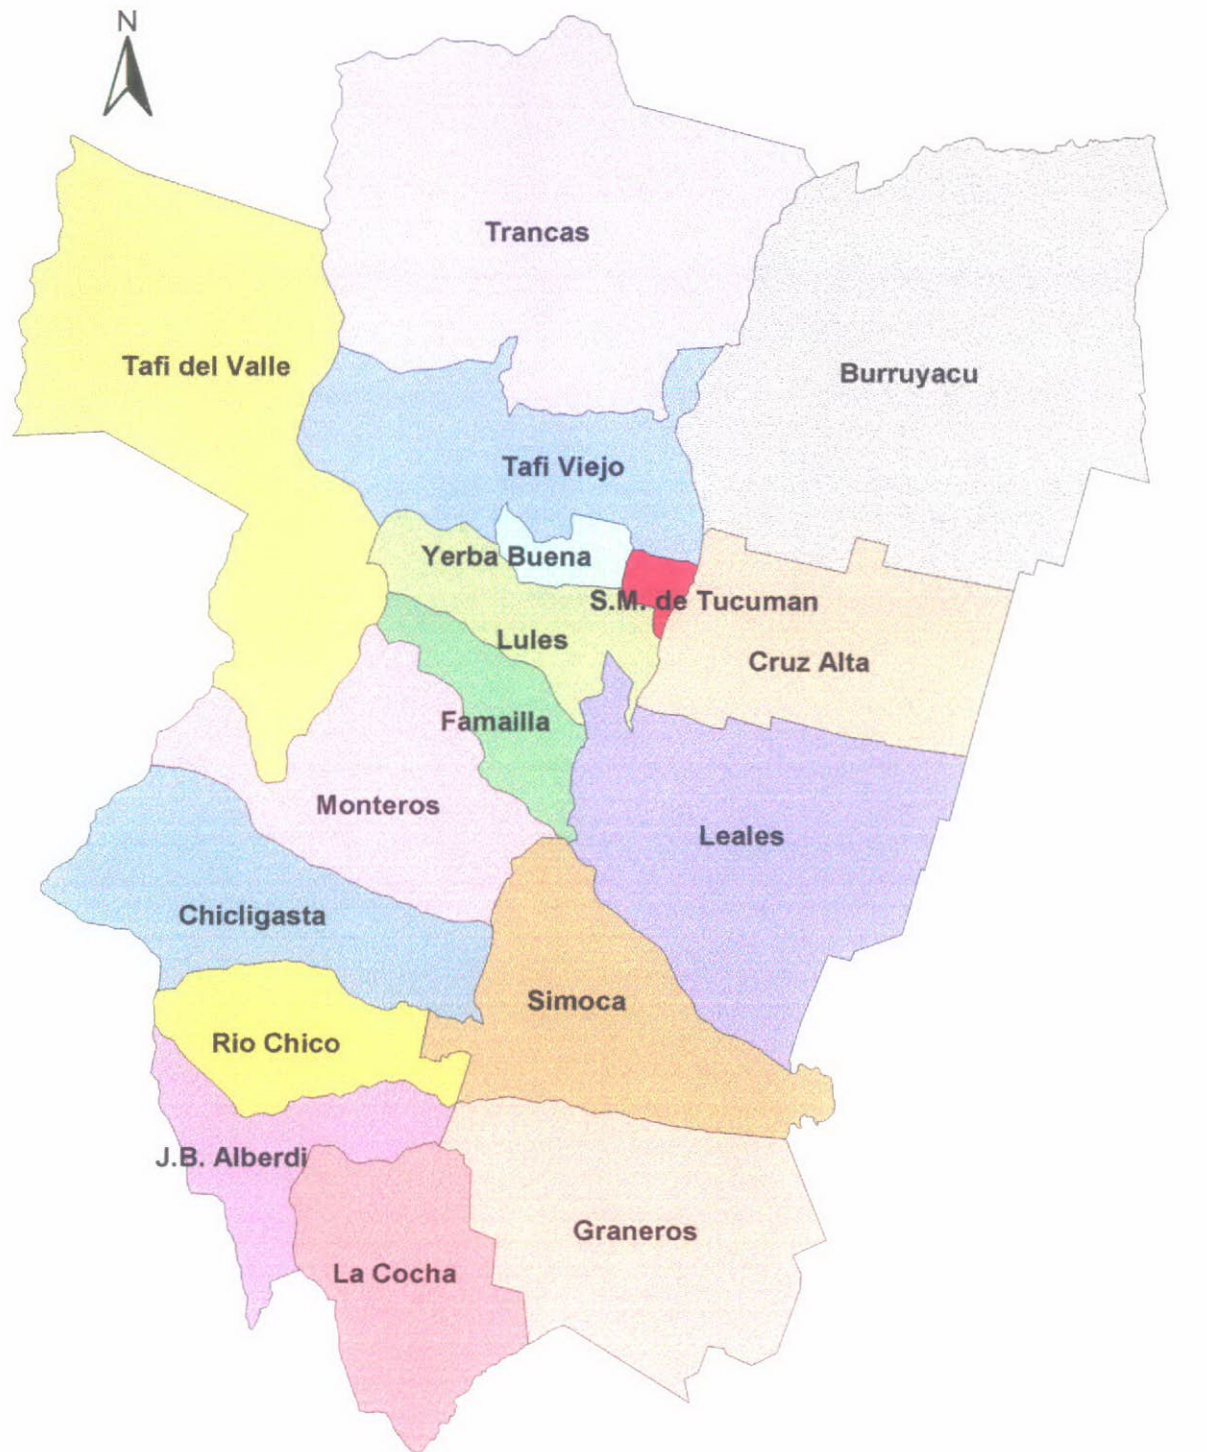 N
Trancas
Tafi del Valle
Burruyacu
Tafi Viejo
Yerba Buena
S.M. de Tucuman
Lules
Cruz Alta
Famailla
Monteros
Leales
Chicligasta
Simoca
Rio Chico
J.B. Alberdi
Graneros
La Cocha